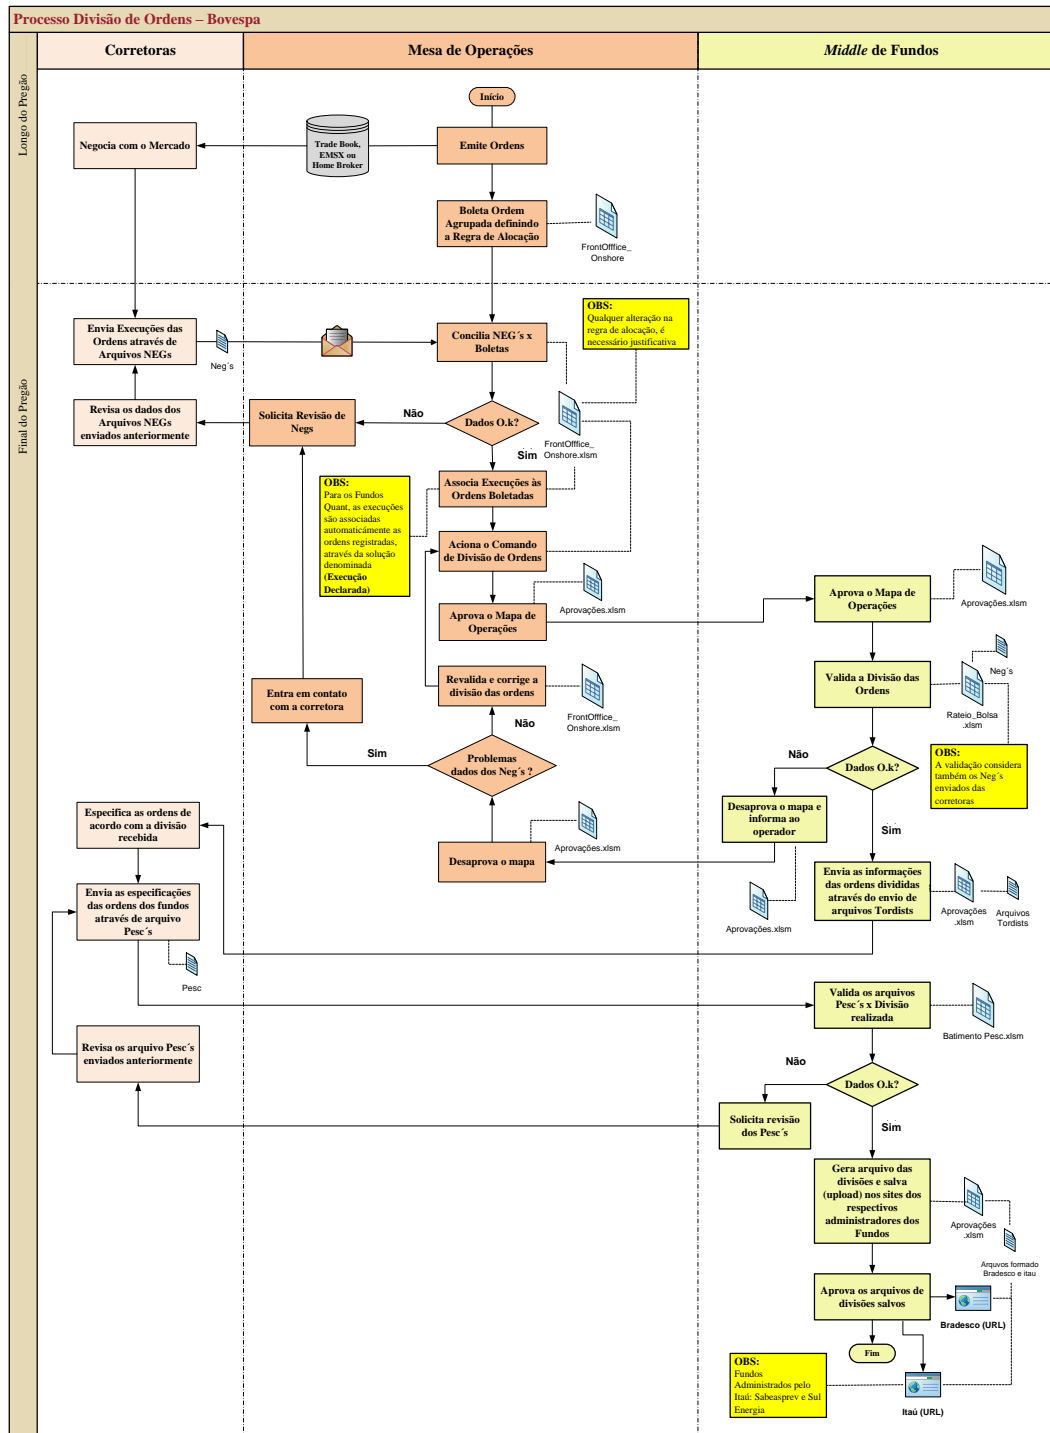 Processo Divisão de Ordens – Bovespa
Corretoras
Mesa de Operações
Middle de Fundos
Longo do Pregão
Início
Negocia com o Mercado
Trade Book,
EMSX ou
Home Broker
Emite Ordens
Boleta Ordem
Agrupada definindo
a Regra de Alocação
FrontOfffice_
Onshore
Final do Pregão
Envia Execuções das
Ordens através de
Arquivos NEGs
Neg´s
Concilia NEG´s x
Boletas
OBS:
Qualquer alteração na
regra de alocação, é
necessário justificativa
Revisa os dados dos
Arquivos NEGs
enviados anteriormente
Solicita Revisão de
Negs
Não
Dados O.k?
Sim
FrontOfffice_
Onshore.xlsm
OBS:
Para os Fundos
Quant, as execuções
são associadas
automaticámente as
ordens registradas,
através da solução
denominada
(Execução
Declarada)
Associa Execuções às
Ordens Boletadas
Aciona o Comando
de Divisão de Ordens
Aprovações.xlsm
Aprova o Mapa de
Operações
Aprova o Mapa de
Operações
Aprovações.xlsm
Neg´s
Valida a Divisão das
Ordens
Rateio_Bolsa
.xlsm
Entra em contato
com a corretora
Revalida e corrige a
divisão das ordens
FrontOfffice_
Onshore.xlsm
Não
Sim
Problemas
dados dos Neg´s ?
Não
Dados O.k?
OBS:
A validação considera
também os Neg´s
enviados das
corretoras
Especifica as ordens de
acordo com a divisão
recebida
Desaprova o mapa e
informa ao
operador
Sim
Aprovações.xlsm
Desaprova o mapa
Envia as especificações
das ordens dos fundos
através de arquivo
Pesc´s
Pesc
Aprovações.xlsm
Envia as informações
das ordens divididas
através do envio de
arquivos Tordists
Aprovações
.xlsm
Arquivos
Tordists
Valida os arquivos
Pesc´s x Divisão
realizada
Batimento Pesc.xlsm
Revisa os arquivo Pesc´s
enviados anteriormente
Não
Dados O.k?
Solicita revisão
dos Pesc´s
Sim
Gera arquivo das
divisões e salva
(upload) nos sites dos
respectivos
administradores dos
Fundos
Aprovações
.xlsm
Arquvos formado
Bradesco e itau
Aprova os arquivos de
divisões salvos
Bradesco (URL)
Fim
OBS:
Fundos
Administrados pelo
Itaú: Sabeasprev e Sul
Energia
Itaú (URL)